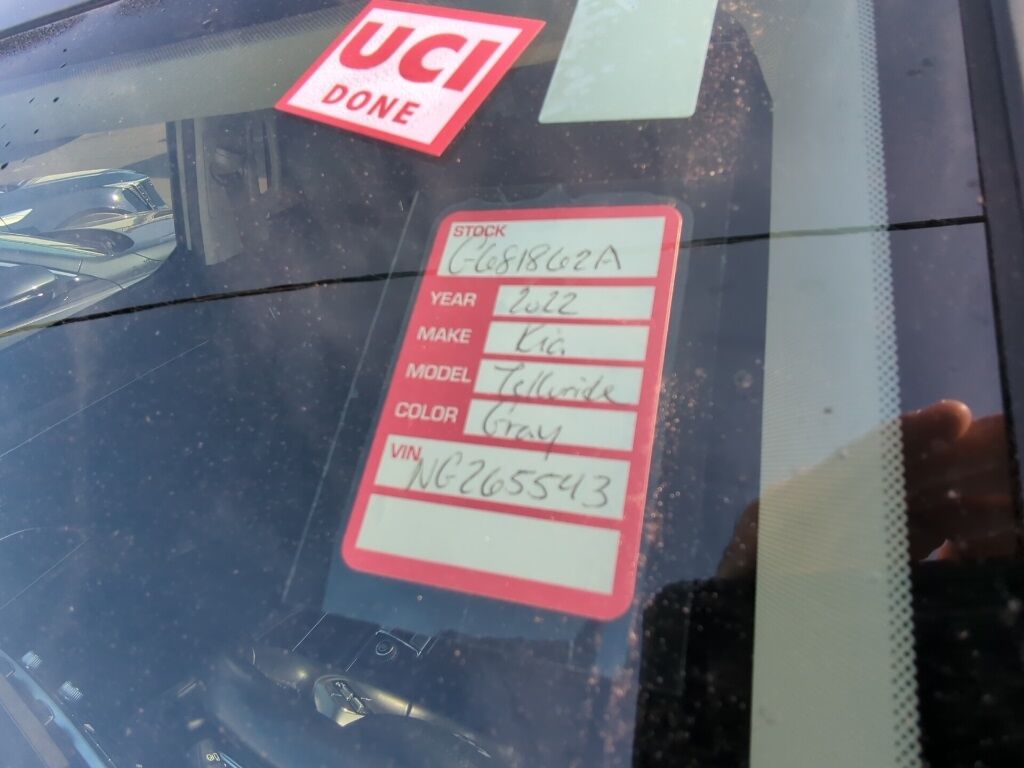 UCI
DONE
STOCK
G681862A
YEAR 2022
MAKE Kia
MODEL Telluride
COLOR Gray
VIN
NG265543